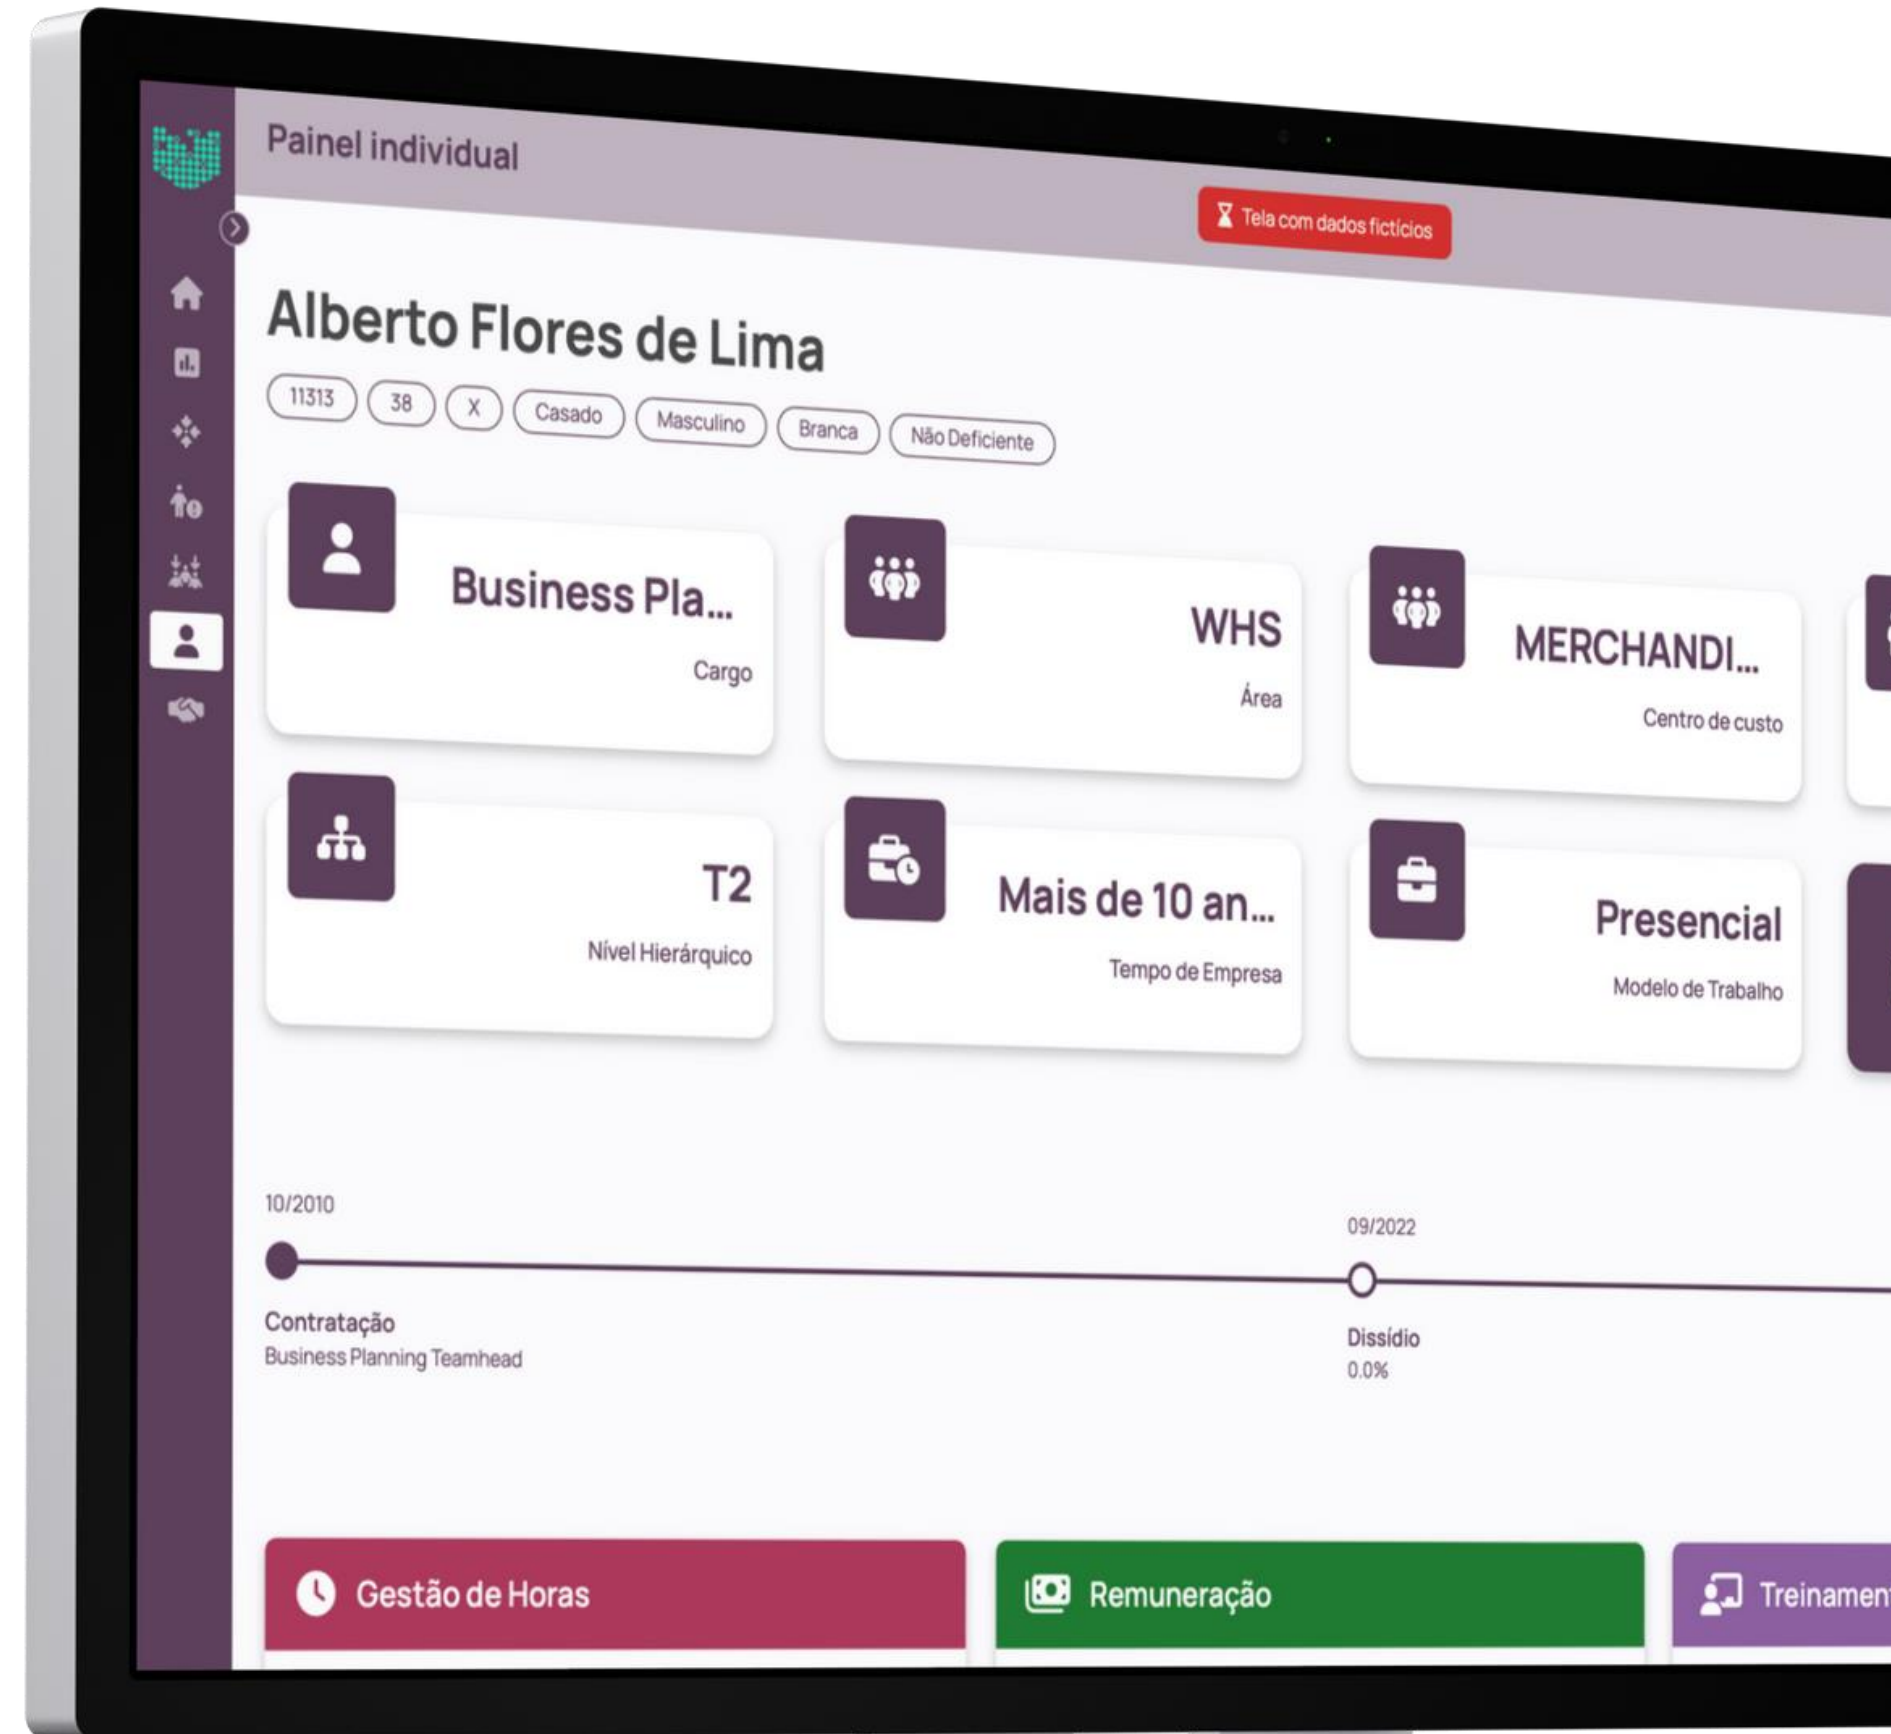 Painel individual
Tela com dados fictícios
Alberto Flores de Lima
11313 38 X Casado Masculino Branca Não Deficiente
Business Pla...
Cargo
WHS
Área
MERCHANDI...
Centro de custo
T2
Nível Hierárquico
Mais de 10 an...
Tempo de Empresa
Presencial
Modelo de Trabalho
10/2010
Contratação
Business Planning Teamhead
09/2022
Dissídio
0.0%
Gestão de Horas
Remuneração
Treinamen